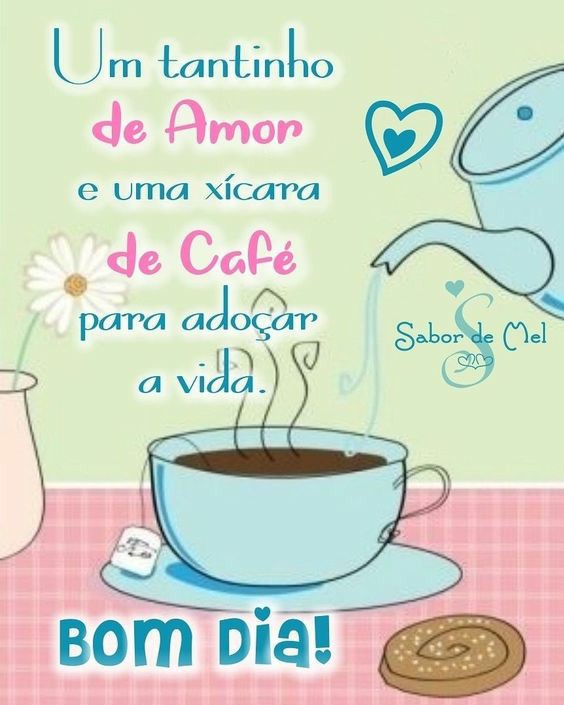 Um tantinho
de Amor
e uma xícara
de Café
para adoçar
a vida.
Sabor de Mel
S
Bom Dia!